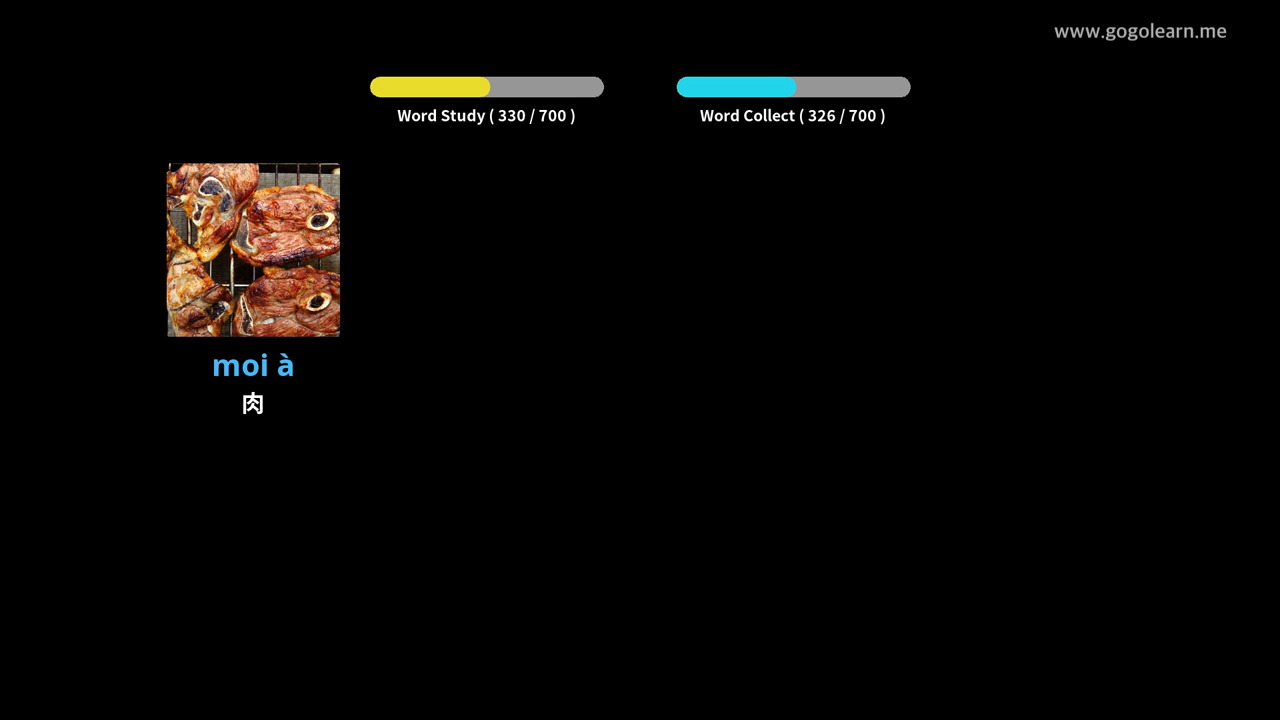 www.gogolearn.me
Word Study ( 330 / 700 )
Word Collect ( 326 / 700 )
moi à
肉